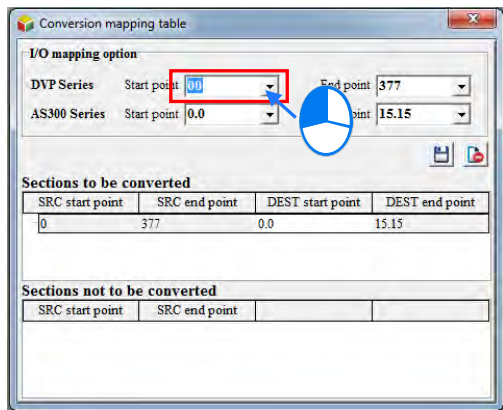 Conversion mapping table
I/O mapping option
DVP Series Start point 00 End point 377
AS300 Series Start point 0.0 int 15.15
Sections to be converted
SRC start point SRC end point DEST start point DEST end point
0 377 0.0 15.15
Sections not to be converted
SRC start point SRC end point